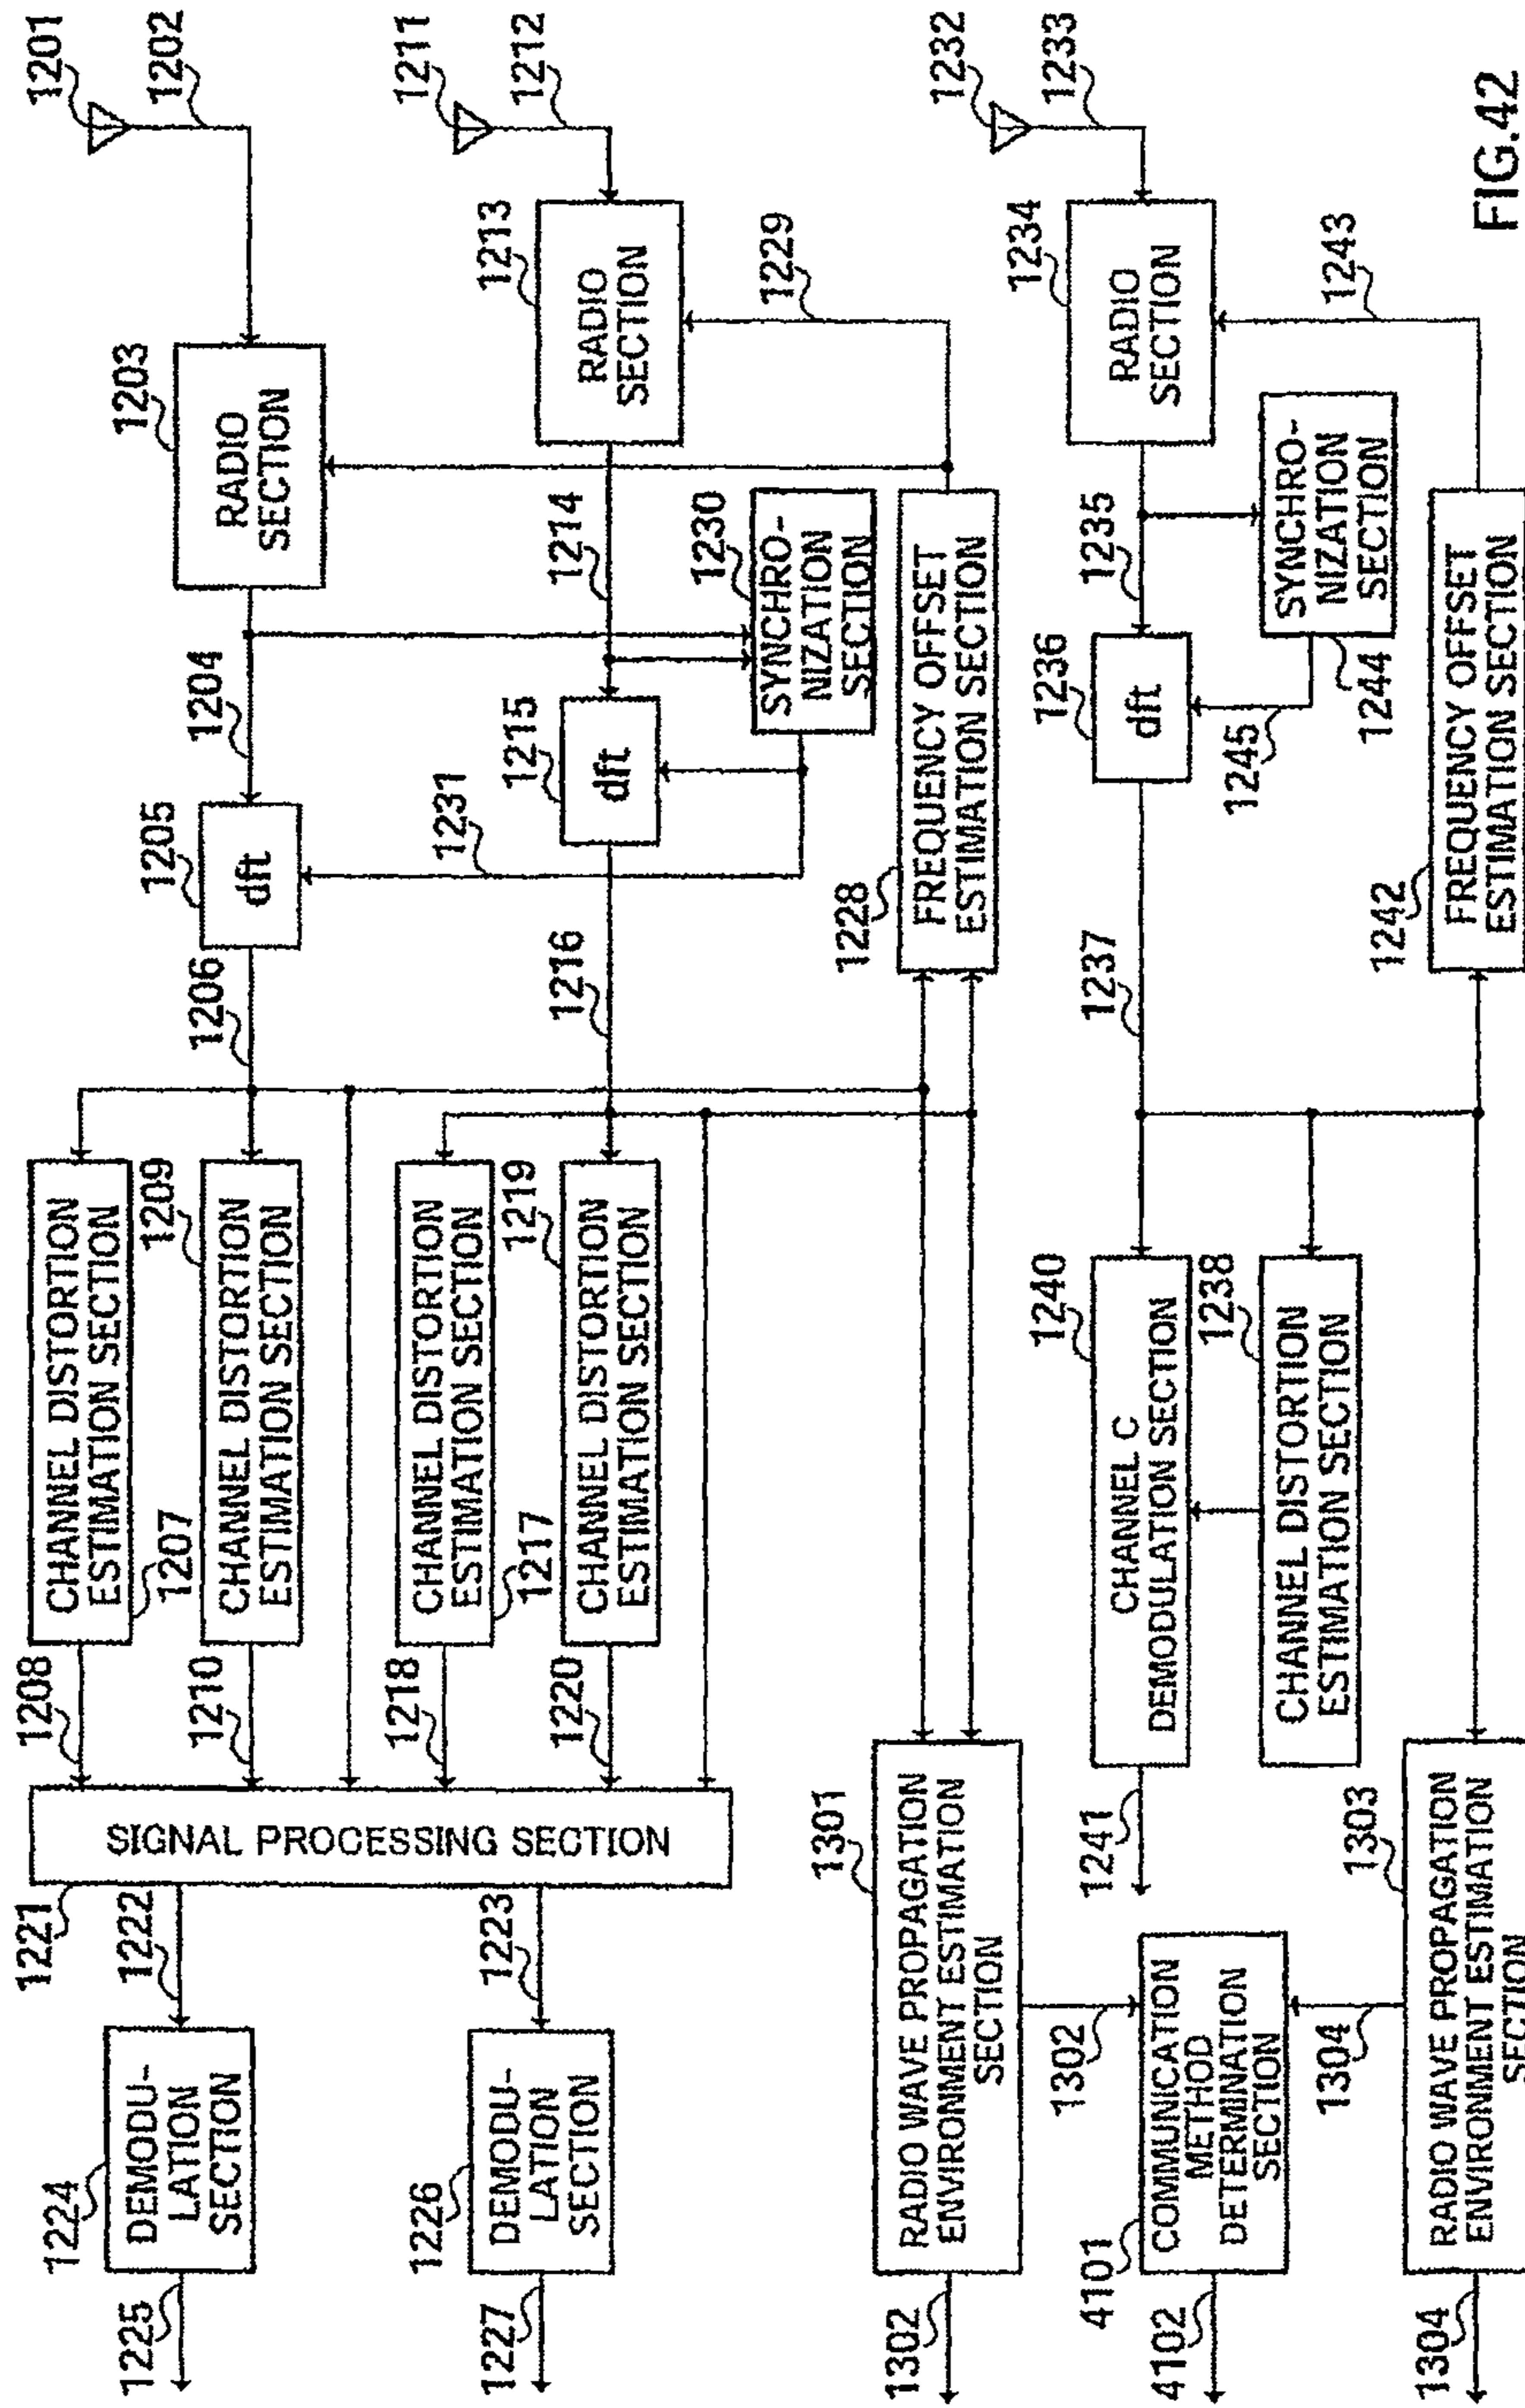 1201
1202
1203
RADIO
SECTION
1204
1205
dft
1206
CHANNEL DISTORTION
ESTIMATION SECTION
1207
1208
1209
CHANNEL DISTORTION
ESTIMATION SECTION
1210
1211
1212
1213
RADIO
SECTION
1214
1215
dft
1216
CHANNEL DISTORTION
ESTIMATION SECTION
1217
1218
1219
CHANNEL DISTORTION
ESTIMATION SECTION
1220
SIGNAL PROCESSING SECTION
1221
1222
1223
1224
DEMODU-
LATION
SECTION
1225
1226
DEMODU-
LATION
SECTION
1227
1228
FREQUENCY OFFSET
ESTIMATION SECTION
1229
1230
SYNCHRO-
NIZATION
SECTION
1231
1301
RADIO WAVE PROPAGATION
ENVIRONMENT ESTIMATION
SECTION
1302
1302
1232
1233
1234
RADIO
SECTION
1235
1236
dft
1237
1238
CHANNEL DISTORTION
ESTIMATION SECTION
1240
CHANNEL C
DEMODULATION SECTION
1241
1242
FREQUENCY OFFSET
ESTIMATION SECTION
1243
SYNCHRO-
NIZATION
SECTION
1244
1245
4101
COMMUNICATION
METHOD
DETERMINATION
SECTION
4102
1303
RADIO WAVE PROPAGATION
ENVIRONMENT ESTIMATION
SECTION
1304
1304
FIG.42